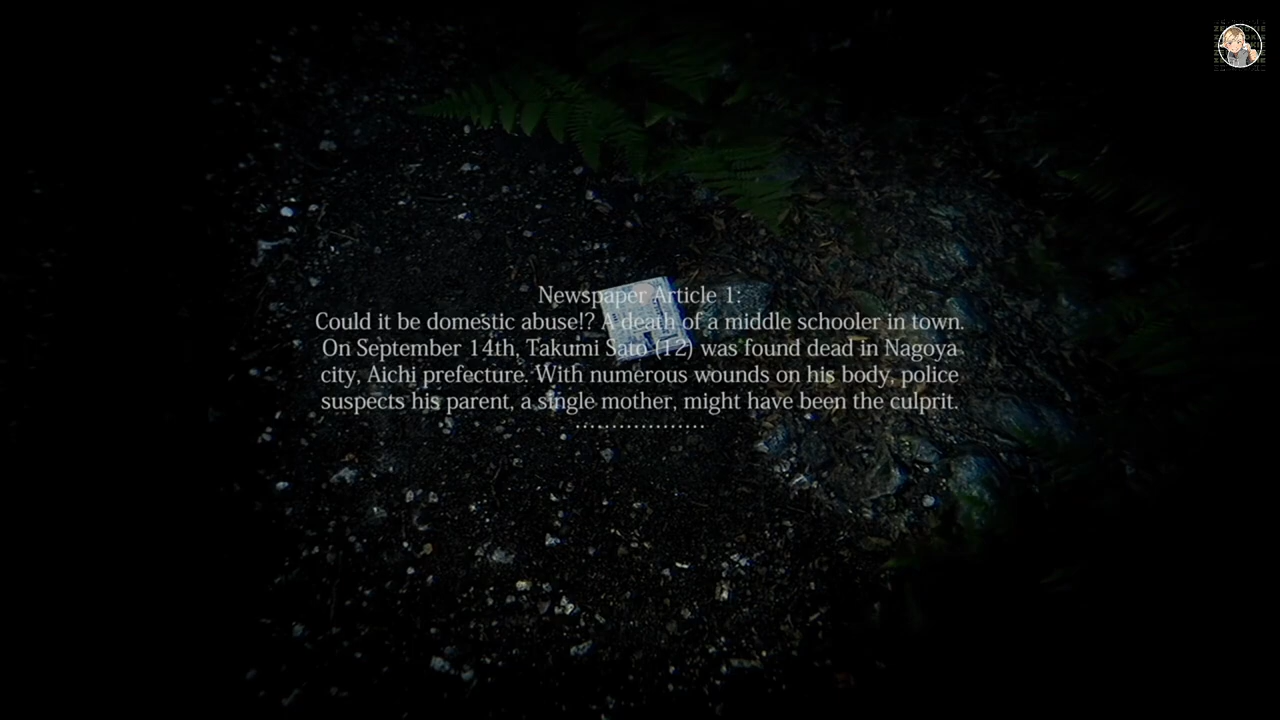 Newspaper Article 1:
Could it be domestic abuse!? A death of a middle schooler in town.
On September 14th, Takumi Sato (12) was found dead in Nagoya
city, Aichi prefecture. With numerous wounds on his body, police
suspects his parent, a single mother, might have been the culprit.
..................